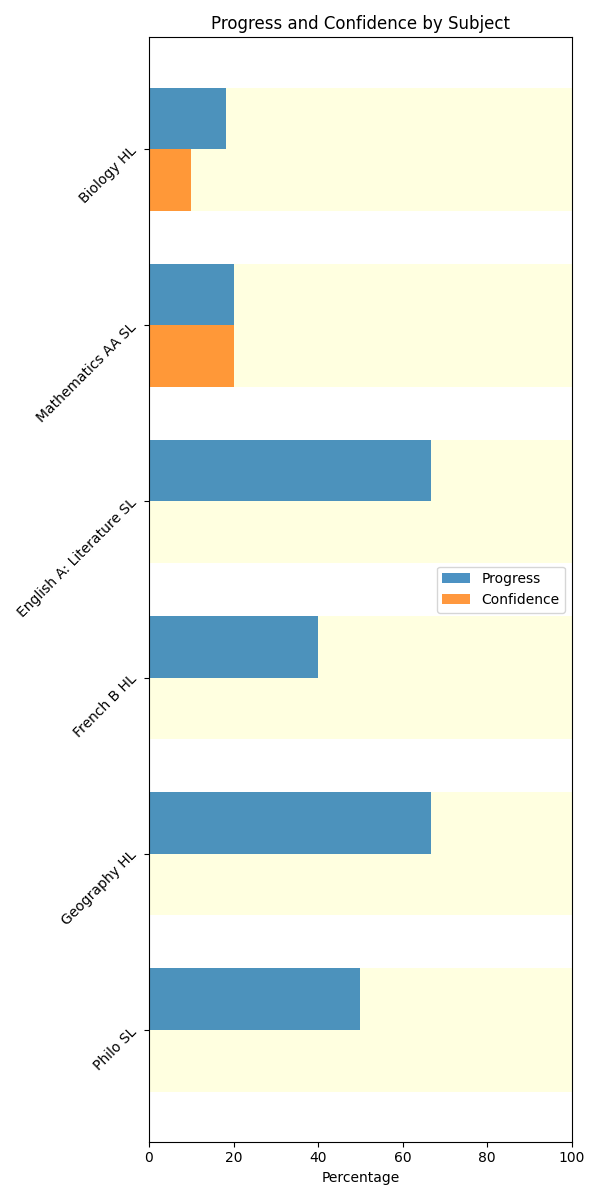 Progress and Confidence by Subject
Biology HL
Mathematics AA SL
English A: Literature SL
Progress
Confidence
French B HL
Geography HL
Philo SL
0 20 40 60 80 100
Percentage